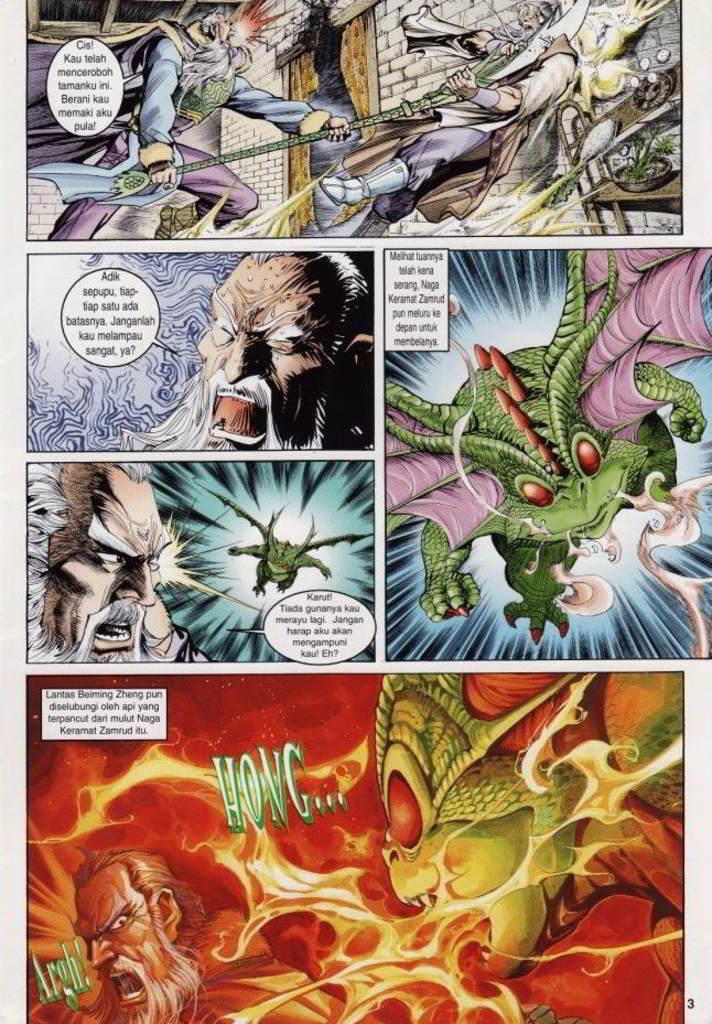 Cis!
Kau telah
menceroboh
tamanku ini.
Berani kau
memaki aku
pula!
Adik
sepupu, tiap-
tiap satu ada
batasnya. Janganlah
kau melampau
sangat, ya?
Melihat tuannya
telah kena
serang, Naga
Keramat Zamrud
pun meluru ke
depan untuk
membelanya.
Karut!
Tiada gunanya kau
merayu lagi. Jangan
harap aku akan
mengampuni
kau! Eh?
Lantas Beiming Zheng pun
diselubungi oleh api yang
terpancut dari mulut Naga
Keramat Zamrud itu.
HONG...
Argh!
3